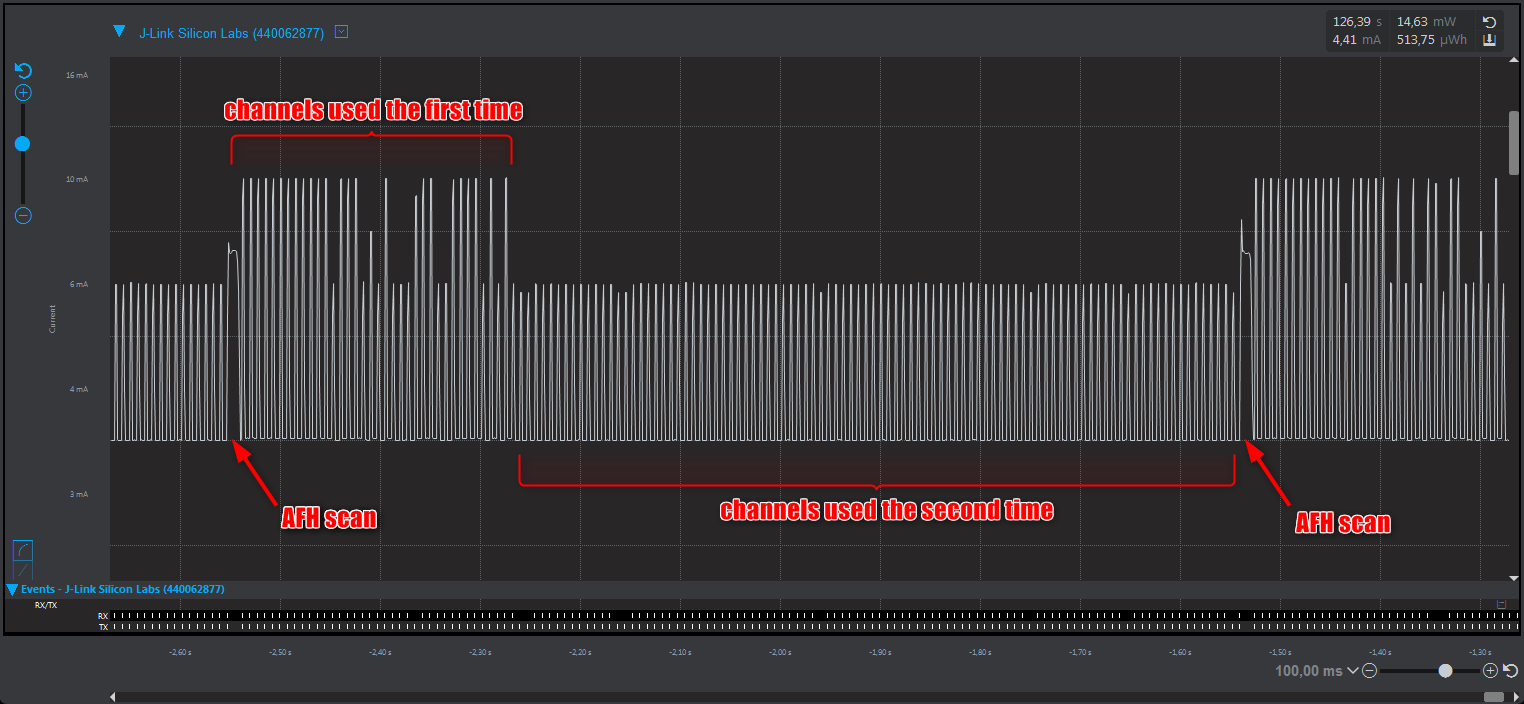 J-Link Silicon Labs (440062877)
126,39 s 14,63 mW
4,41 mA 513,75 µWh
16 mA
channels used the first time
10 mA
6 mA
Current
4 mA
3 mA
AFH scan
channels used the second time
AFH scan
Events - J-Link Silicon Labs (440062877)
RX/TX
RX
TX
-2,60 s -2,50 s -2,40 s -2,30 s -2,20 s -2,10 s -2,00 s -1,90 s -1,80 s -1,70 s -1,60 s -1,50 s -1,40 s -1,30 s
100,00 ms